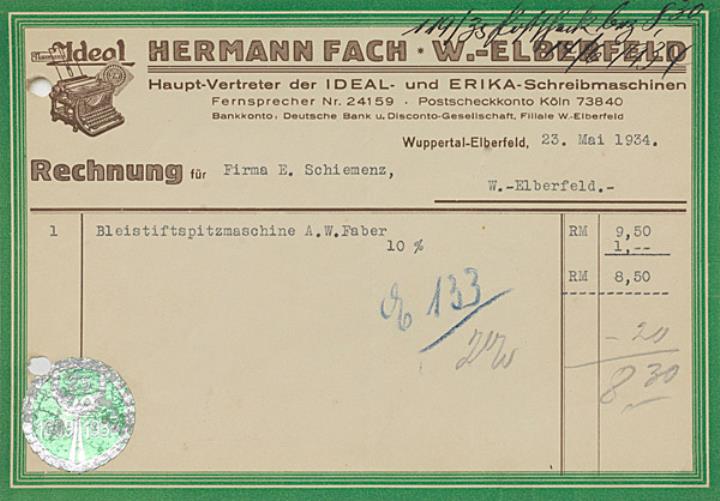 Ideal
HERMANN FACH · W.-ELBERFELD
Haupt-Vertreter der IDEAL- und ERIKA-Schreibmaschinen
Fernsprecher Nr. 24159 · Postscheckkonto Köln 73840
Bankkonto: Deutsche Bank u. Disconto-Gesellschaft, Filiale W.-Elberfeld
Wuppertal-Elberfeld, 23. Mai 1934.
Rechnung für Firma E. Schiemenz,
W.-Elberfeld.-
1 Bleistiftspitzmaschine A.W.Faber RM 9,50
10 % 1,--
RM 8,50
133
- 20
8 30